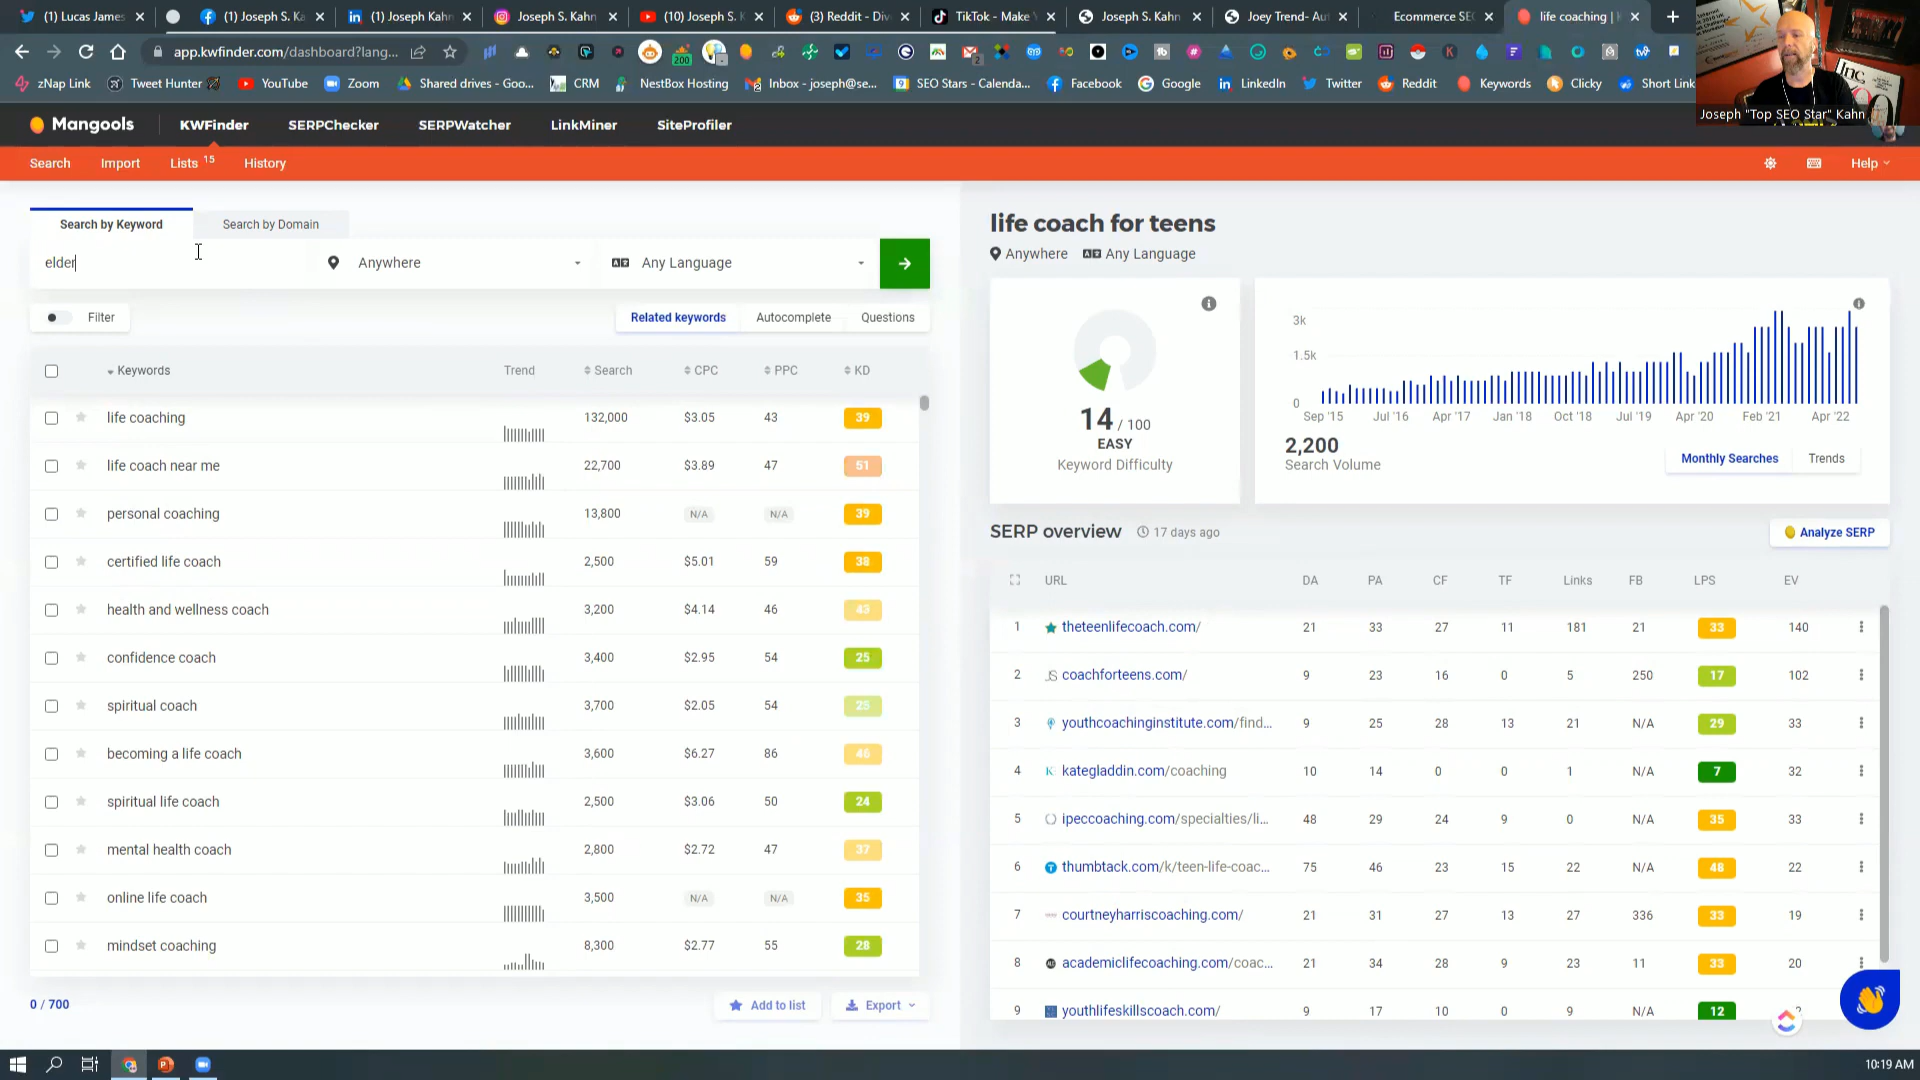 (1) Lucas James
(1) Joseph S. Ka
(1) Joseph Kahn
Joseph S. Kahn
(10) Joseph S. K
(3) Reddit - Div
TikTok - Make
Joseph S. Kahn
Joey Trend- Au
Ecommerce SEO
life coaching |
app.kwfinder.com/dashboard?lang...
zNap Link
Tweet Hunter
YouTube
Zoom
Shared drives - Goo...
CRM
NestBox Hosting
Inbox - joseph@se...
SEO Stars - Calenda...
Facebook
Google
LinkedIn
Twitter
Reddit
Keywords
Clicky
Short Link
Joseph "Top SEO Star" Kahn
Mangools
KWFinder
SERPChecker
SERPWatcher
LinkMiner
SiteProfiler
Search
Import
Lists 15
History
Help
Search by Keyword
Search by Domain
elder
Anywhere
Any Language
Filter
Related keywords
Autocomplete
Questions
Keywords Trend Search CPC PPC KD
life coaching 132,000 $3.05 43 39
life coach near me 22,700 $3.89 47 51
personal coaching 13,800 N/A N/A 39
certified life coach 2,500 $5.01 59 38
health and wellness coach 3,200 $4.14 46 43
confidence coach 3,400 $2.95 54 25
spiritual coach 3,700 $2.05 54 25
becoming a life coach 3,600 $6.27 86 46
spiritual life coach 2,500 $3.06 50 24
mental health coach 2,800 $2.72 47 37
online life coach 3,500 N/A N/A 35
mindset coaching 8,300 $2.77 55 28
0 / 700
Add to list
Export
life coach for teens
Anywhere Any Language
14 / 100
EASY
Keyword Difficulty
3k
1.5k
0
Sep '15 Jul '16 Apr '17 Jan '18 Oct '18 Jul '19 Apr '20 Feb '21 Apr '22
2,200
Search Volume
Monthly Searches
Trends
SERP overview
17 days ago
Analyze SERP
URL DA PA CF TF Links FB LPS EV
1 theteenlifecoach.com/ 21 33 27 11 181 21 33 140
2 coachforteens.com/ 9 23 16 0 5 250 17 102
3 youthcoachinginstitute.com/find... 9 25 28 13 21 N/A 29 33
4 kategladdin.com/coaching 10 14 0 0 1 N/A 7 32
5 ipeccoaching.com/specialties/li... 48 29 24 9 0 N/A 35 33
6 thumbtack.com/k/teen-life-coac... 75 46 23 15 22 N/A 48 22
7 courtneyharriscoaching.com/ 21 31 27 13 27 336 33 19
8 academiclifecoaching.com/coac... 21 34 28 9 23 11 33 20
9 youthlifeskillscoach.com/ 9 17 10 0 9 N/A 12
10:19 AM